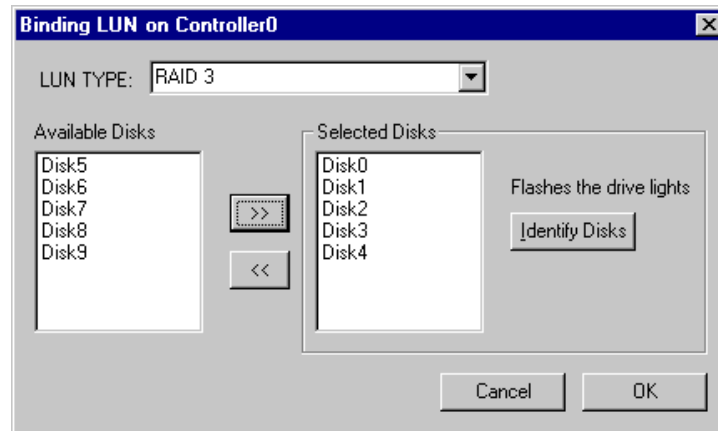 Binding LUN on Controller0
LUN TYPE: RAID 3
Available Disks
Disk5
Disk6
Disk7
Disk8
Disk9
>>
<<
Selected Disks
Disk0
Disk1
Disk2
Disk3
Disk4
Flashes the drive lights
Identify Disks
Cancel
OK